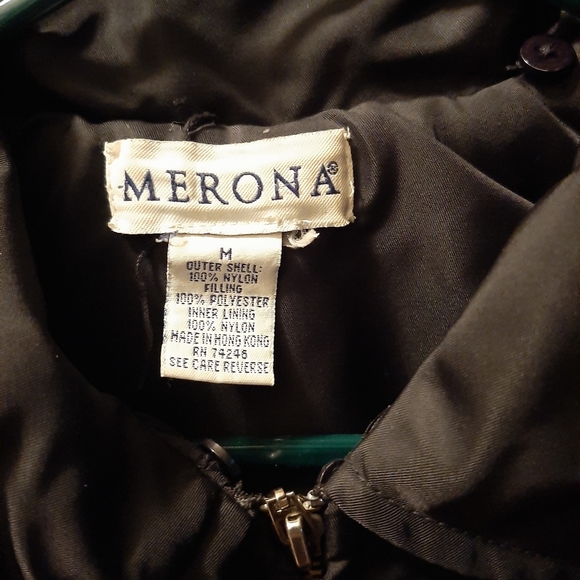 MERONA®
M
OUTER SHELL:
100% NYLON
FILLING
100% POLYESTER
INNER LINING
100% NYLON
MADE IN HONG KONG
RN 74246
SEE CARE REVERSE